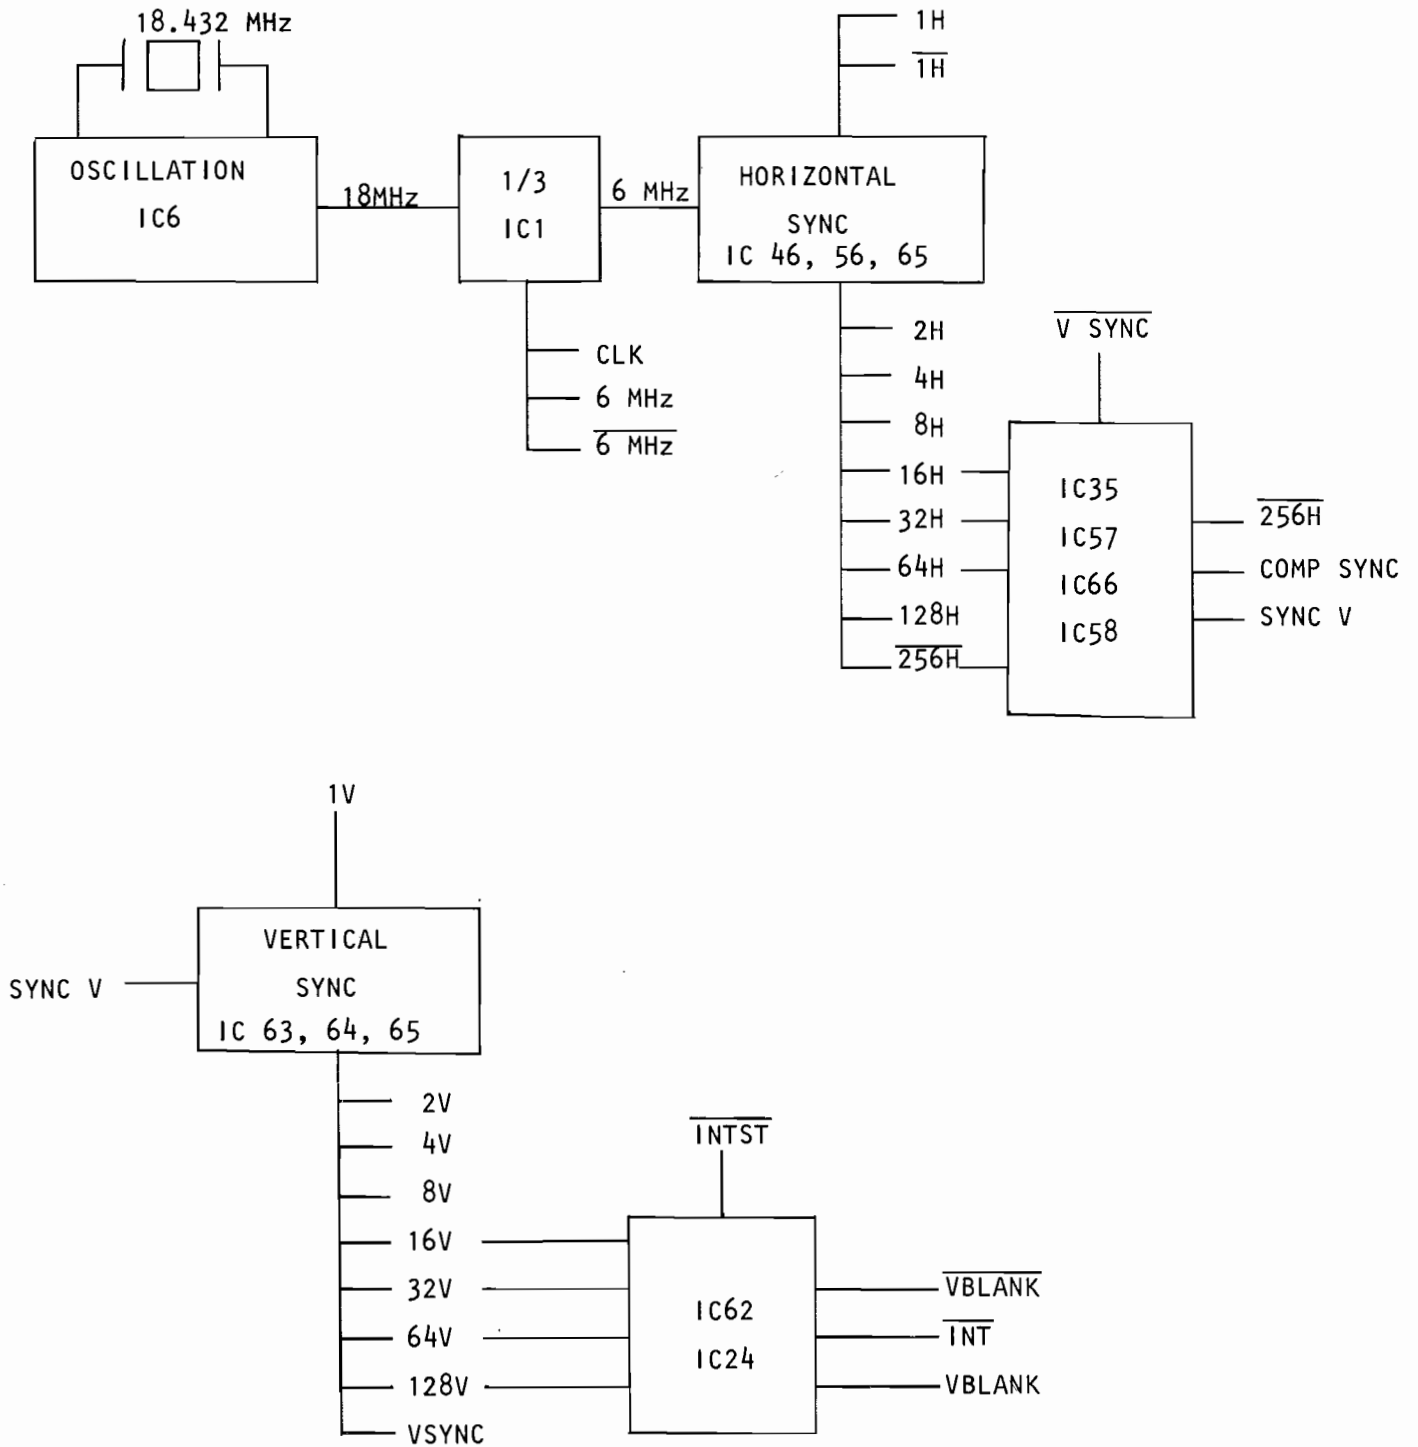 18.432 MHz
OSCILLATION
IC6
18MHz
1/3
IC1
6 MHz
CLK
6 MHz
6 MHz
1H
1H
HORIZONTAL
SYNC
IC 46, 56, 65
2H
4H
8H
16H
32H
64H
128H
256H
V SYNC
IC35
IC57
IC66
IC58
256H
COMP SYNC
SYNC V
1V
SYNC V
VERTICAL
SYNC
IC 63, 64, 65
2V
4V
8V
16V
32V
64V
128V
VSYNC
INTST
IC62
IC24
VBLANK
INT
VBLANK